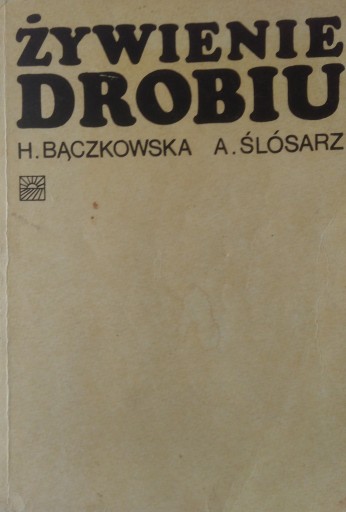 ŻYWIENIE
DROBIU
H. BĄCZKOWSKA A. ŚLÓSARZ